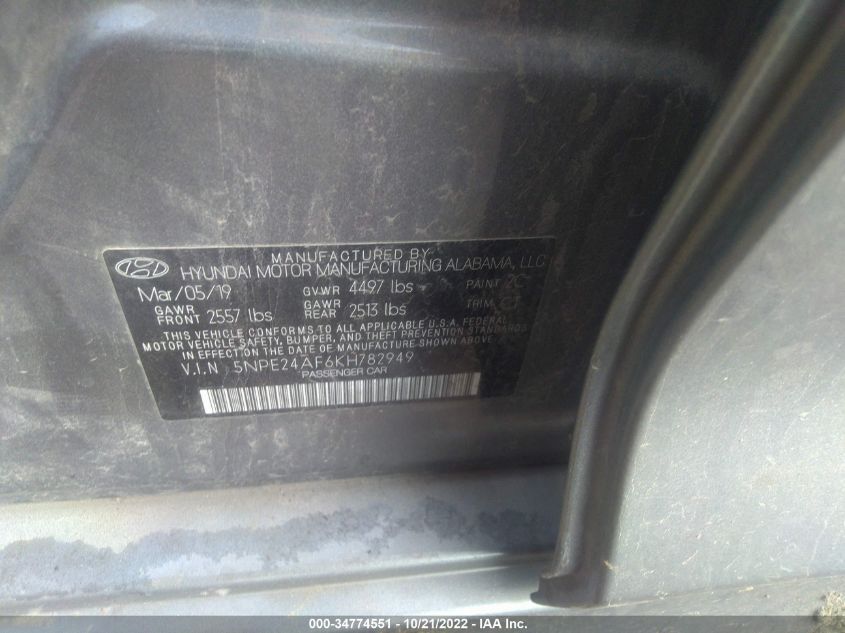 MANUFACTURED BY
HYUNDAI MOTOR MANUFACTURING ALABAMA, LLC
Mar/05/19 GVWR 4497 lbs PAINT
GAWR FRONT 2557 lbs GAWR REAR 2513 lbs TRIM
THIS VEHICLE CONFORMS TO ALL APPLICABLE U.S.A. FEDERAL
MOTOR VEHICLE SAFETY, BUMPER, AND THEFT PREVENTION STANDARDS
IN EFFECT ON THE DATE OF MANUFACTURE SHOWN ABOVE
V.I.N 5NPE24AF6KH782949
PASSENGER CAR
000-34774551 - 10/21/2022 - IAA Inc.